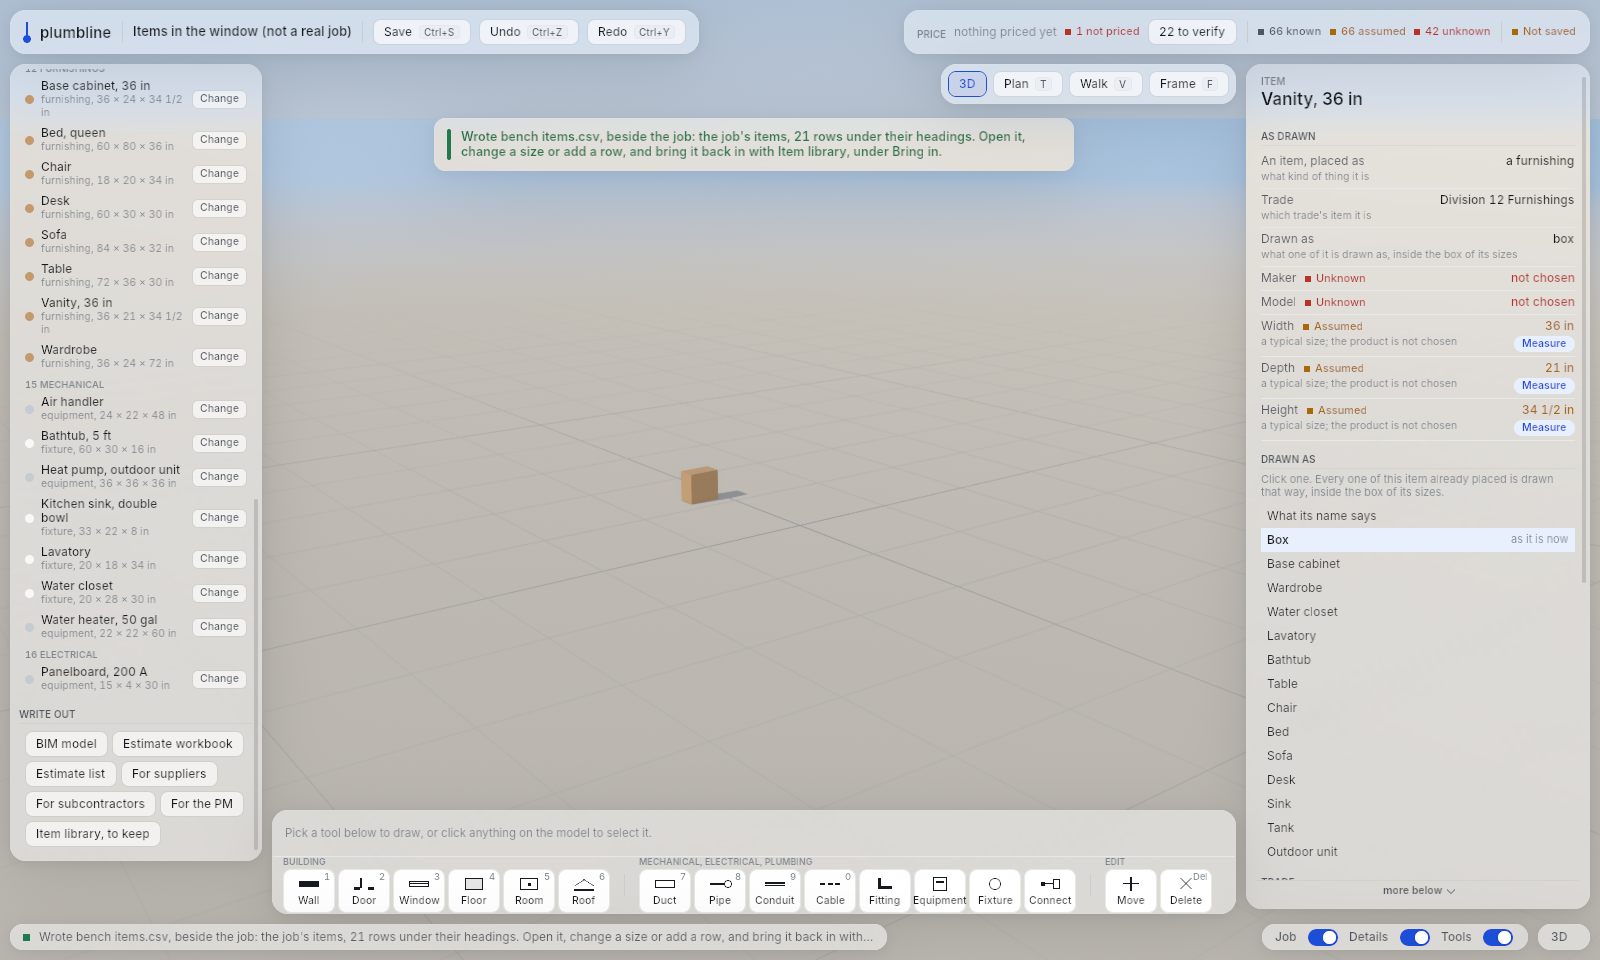 plumbline
Items in the window (not a real job)
Save Ctrl+S
Undo Ctrl+Z
Redo Ctrl+Y
PRICE nothing priced yet 1 not priced 22 to verify 66 known 66 assumed 42 unknown Not saved
12 FURNISHINGS
Base cabinet, 36 in
furnishing, 36 × 24 × 34 1/2
in
Change
Bed, queen
furnishing, 60 × 80 × 36 in
Change
Chair
furnishing, 18 × 20 × 34 in
Change
Desk
furnishing, 60 × 30 × 30 in
Change
Sofa
furnishing, 84 × 36 × 32 in
Change
Table
furnishing, 72 × 36 × 30 in
Change
Vanity, 36 in
furnishing, 36 × 21 × 34 1/2
in
Change
Wardrobe
furnishing, 36 × 24 × 72 in
Change
15 MECHANICAL
Air handler
equipment, 24 × 22 × 48 in
Change
Bathtub, 5 ft
fixture, 60 × 30 × 16 in
Change
Heat pump, outdoor unit
equipment, 36 × 36 × 36 in
Change
Kitchen sink, double
bowl
fixture, 33 × 22 × 8 in
Change
Lavatory
fixture, 20 × 18 × 34 in
Change
Water closet
fixture, 20 × 28 × 30 in
Change
Water heater, 50 gal
equipment, 22 × 22 × 60 in
Change
16 ELECTRICAL
Panelboard, 200 A
equipment, 15 × 4 × 30 in
Change
WRITE OUT
BIM model Estimate workbook
Estimate list For suppliers
For subcontractors For the PM
Item library, to keep
3D Plan T Walk V Frame F
Wrote bench items.csv, beside the job: the job's items, 21 rows under their headings. Open it,
change a size or add a row, and bring it back in with Item library, under Bring in.
ITEM
Vanity, 36 in
AS DRAWN
An item, placed as a furnishing
what kind of thing it is
Trade Division 12 Furnishings
which trade's item it is
Drawn as box
what one of it is drawn as, inside the box of its sizes
Maker Unknown not chosen
Model Unknown not chosen
Width Assumed 36 in
a typical size; the product is not chosen Measure
Depth Assumed 21 in
a typical size; the product is not chosen Measure
Height Assumed 34 1/2 in
a typical size; the product is not chosen Measure
DRAWN AS
Click one. Every one of this item already placed is drawn
that way, inside the box of its sizes.
What its name says
Box as it is now
Base cabinet
Wardrobe
Water closet
Lavatory
Bathtub
Table
Chair
Bed
Sofa
Desk
Sink
Tank
Outdoor unit
TRADE
more below
Pick a tool below to draw, or click anything on the model to select it.
BUILDING
1 Wall
2 Door
3 Window
4 Floor
5 Room
6 Roof
MECHANICAL, ELECTRICAL, PLUMBING
7 Duct
8 Pipe
9 Conduit
0 Cable
Fitting
Equipment
Fixture
Connect
EDIT
Move
Del Delete
Wrote bench items.csv, beside the job: the job's items, 21 rows under their headings. Open it, change a size or add a row, and bring it back in with…
Job Details Tools 3D